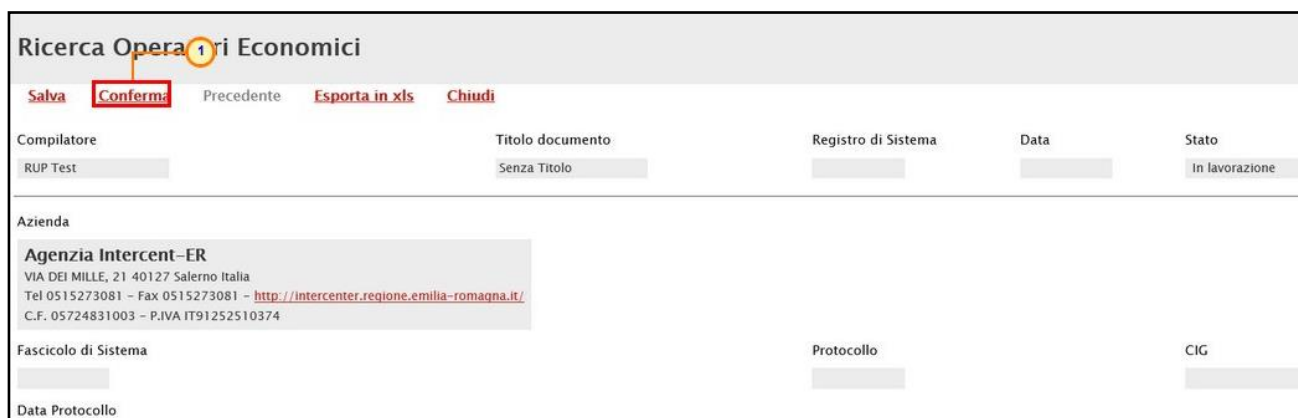 Ricerca Operatori Economici
1
Salva Conferma Precedente Esporta in xls Chiudi
Compilatore Titolo documento Registro di Sistema Data Stato
RUP Test Senza Titolo In lavorazione
Azienda
Agenzia Intercent-ER
VIA DEI MILLE, 21 40127 Salerno Italia
Tel 0515273081 - Fax 0515273081 - http://intercenter.regione.emilia-romagna.it/
C.F. 05724831003 - P.IVA IT91252510374
Fascicolo di Sistema Protocollo CIG
Data Protocollo